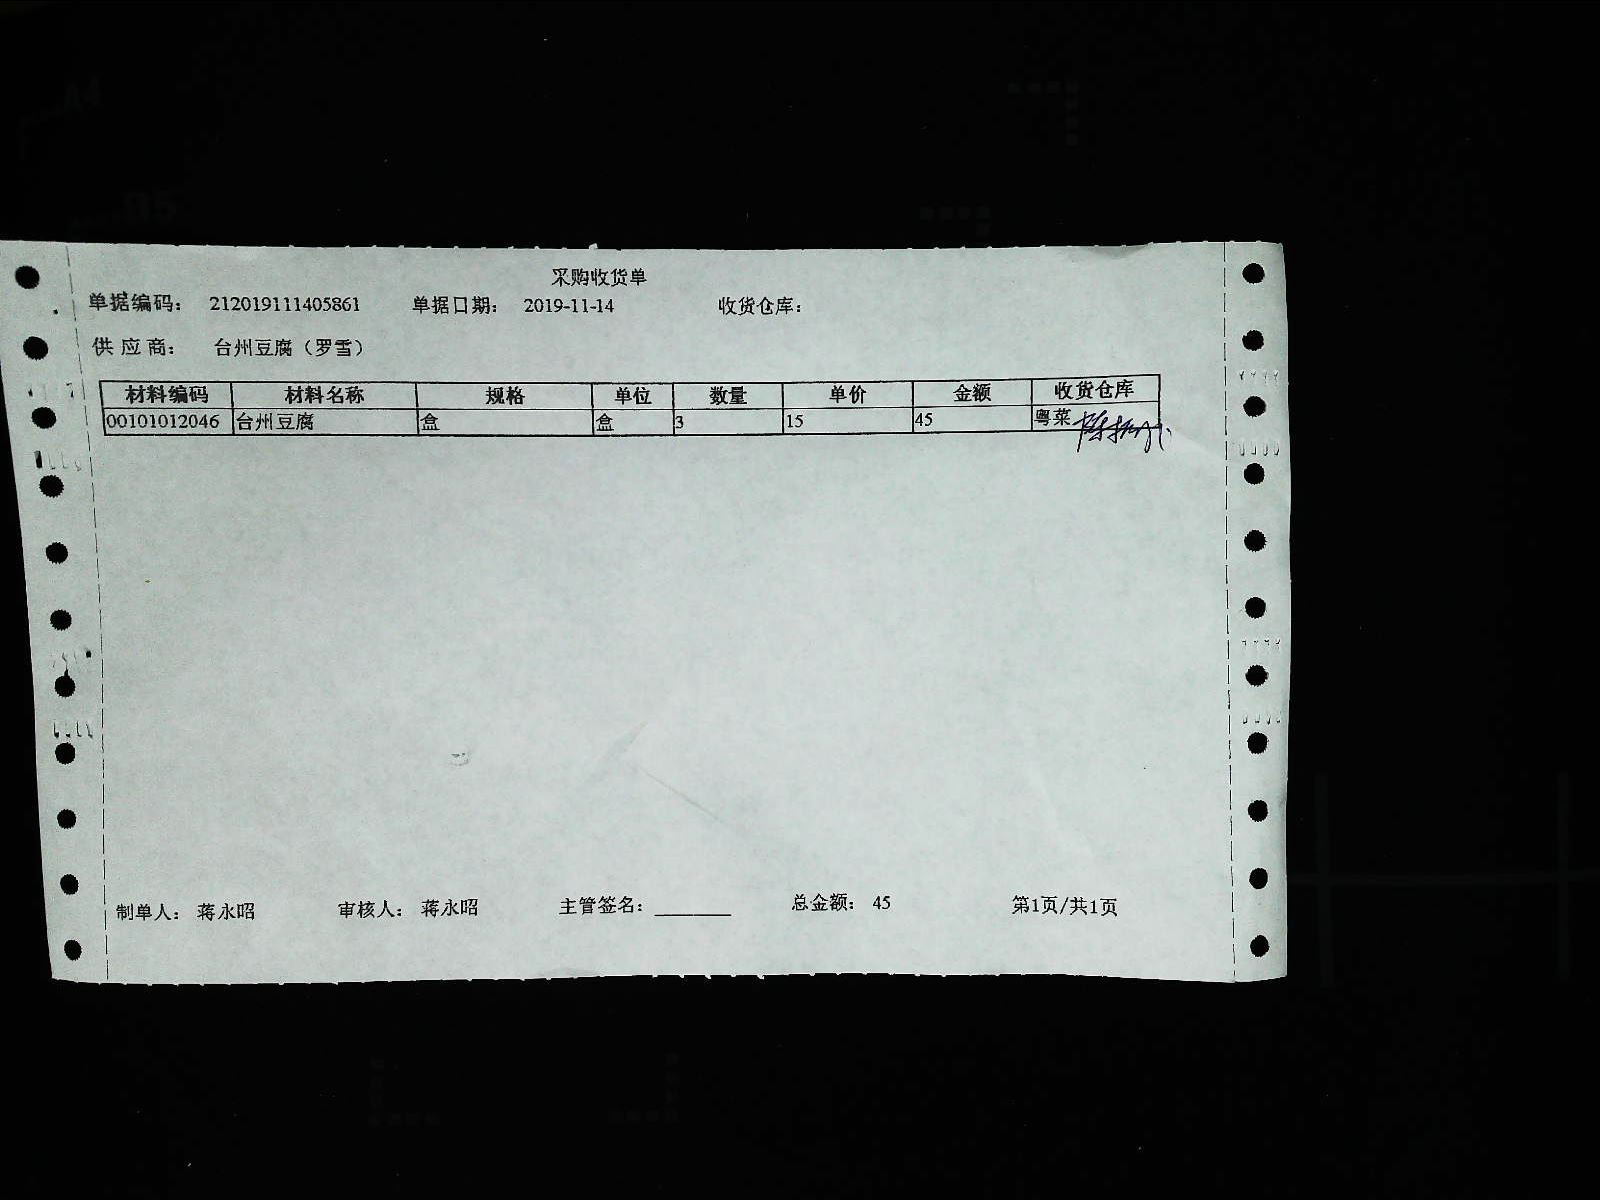 采购收货单
单据编码： 212019111405861 单据日期： 2019-11-14 收货仓库：
供 应 商： 台州豆腐（罗雪）
材料编码 材料名称 规格 单位 数量 单价 金额 收货仓库
00101012046 台州豆腐 盒 盒 3 15 45 粤菜
制单人： 蒋永昭 审核人： 蒋永昭 主管签名： ________ 总金额： 45 第1页/共1页